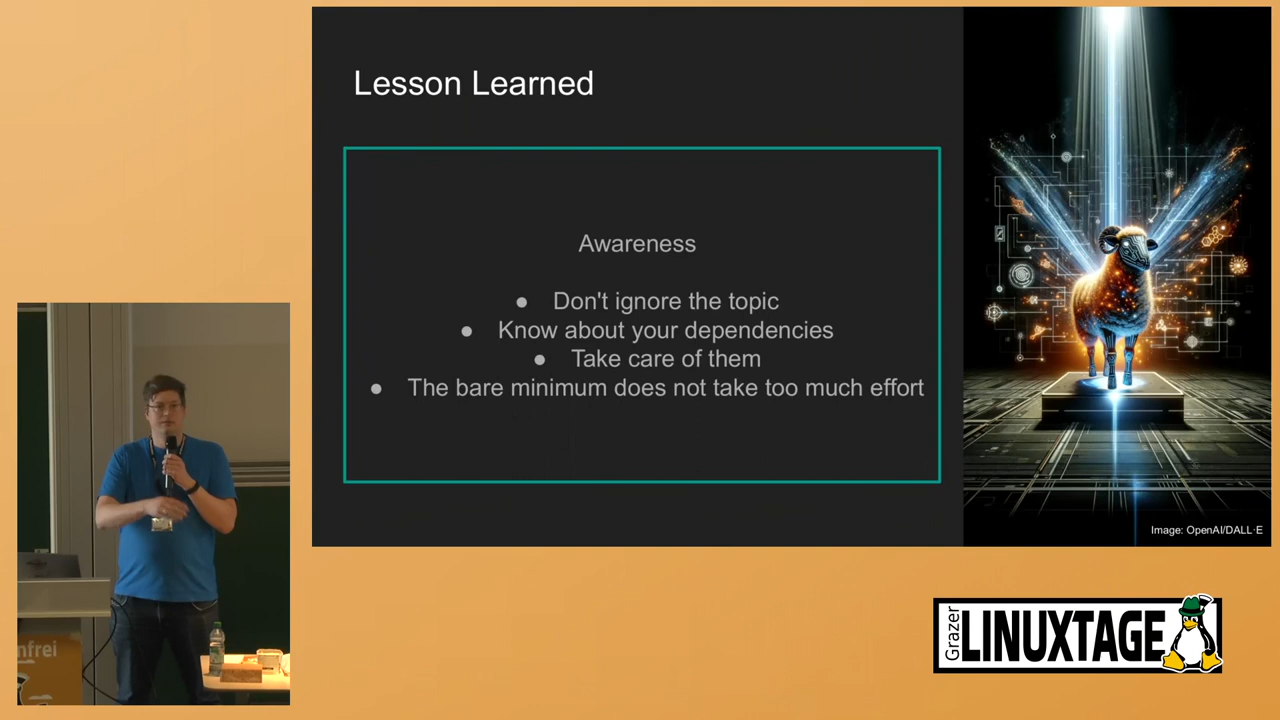 Lesson Learned
Awareness
● Don't ignore the topic
● Know about your dependencies
● Take care of them
● The bare minimum does not take too much effort
Image: OpenAI/DALL·E
nfrei
Grazer
LINUXTAGE